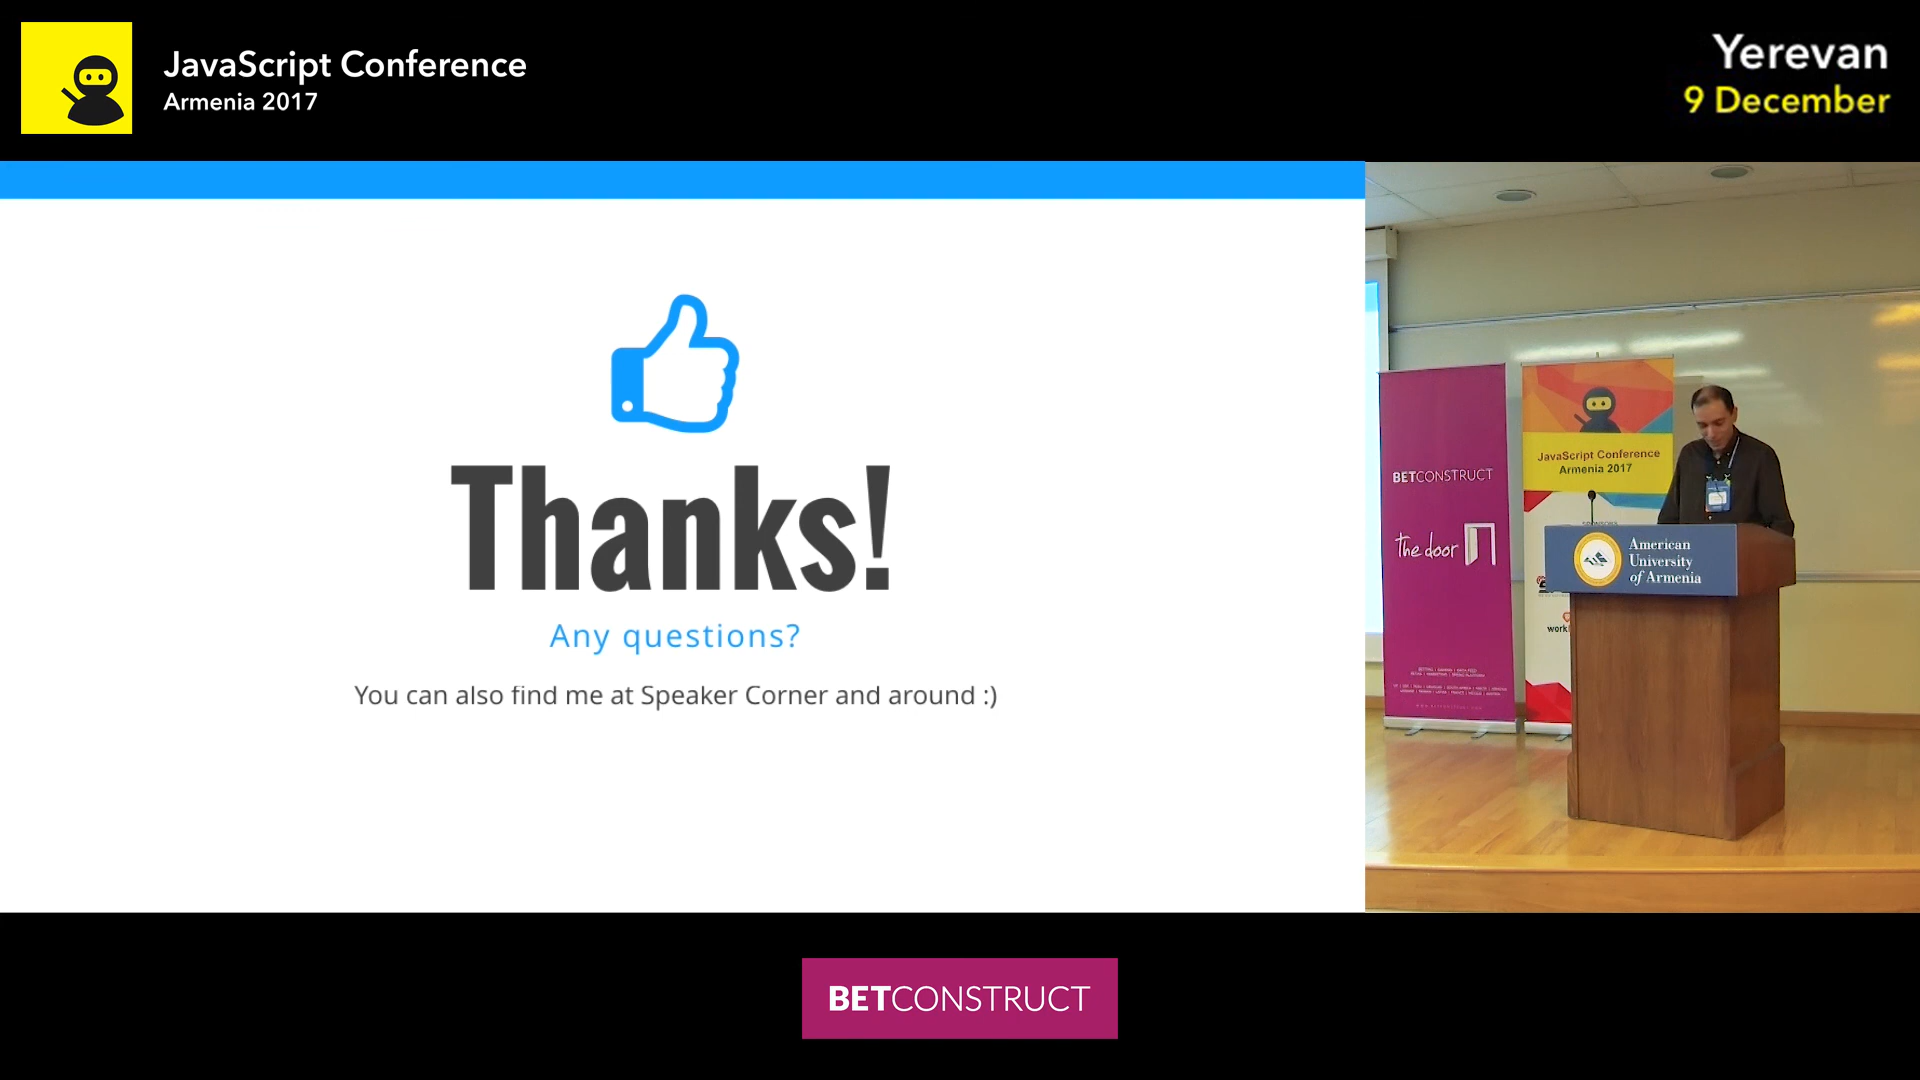 JavaScript Conference
Armenia 2017
Yerevan
9 December
Thanks!
Any questions?
You can also find me at Speaker Corner and around :)
BETCONSTRUCT
the door
JavaScript Conference
Armenia 2017
American
University
of Armenia
BETCONSTRUCT